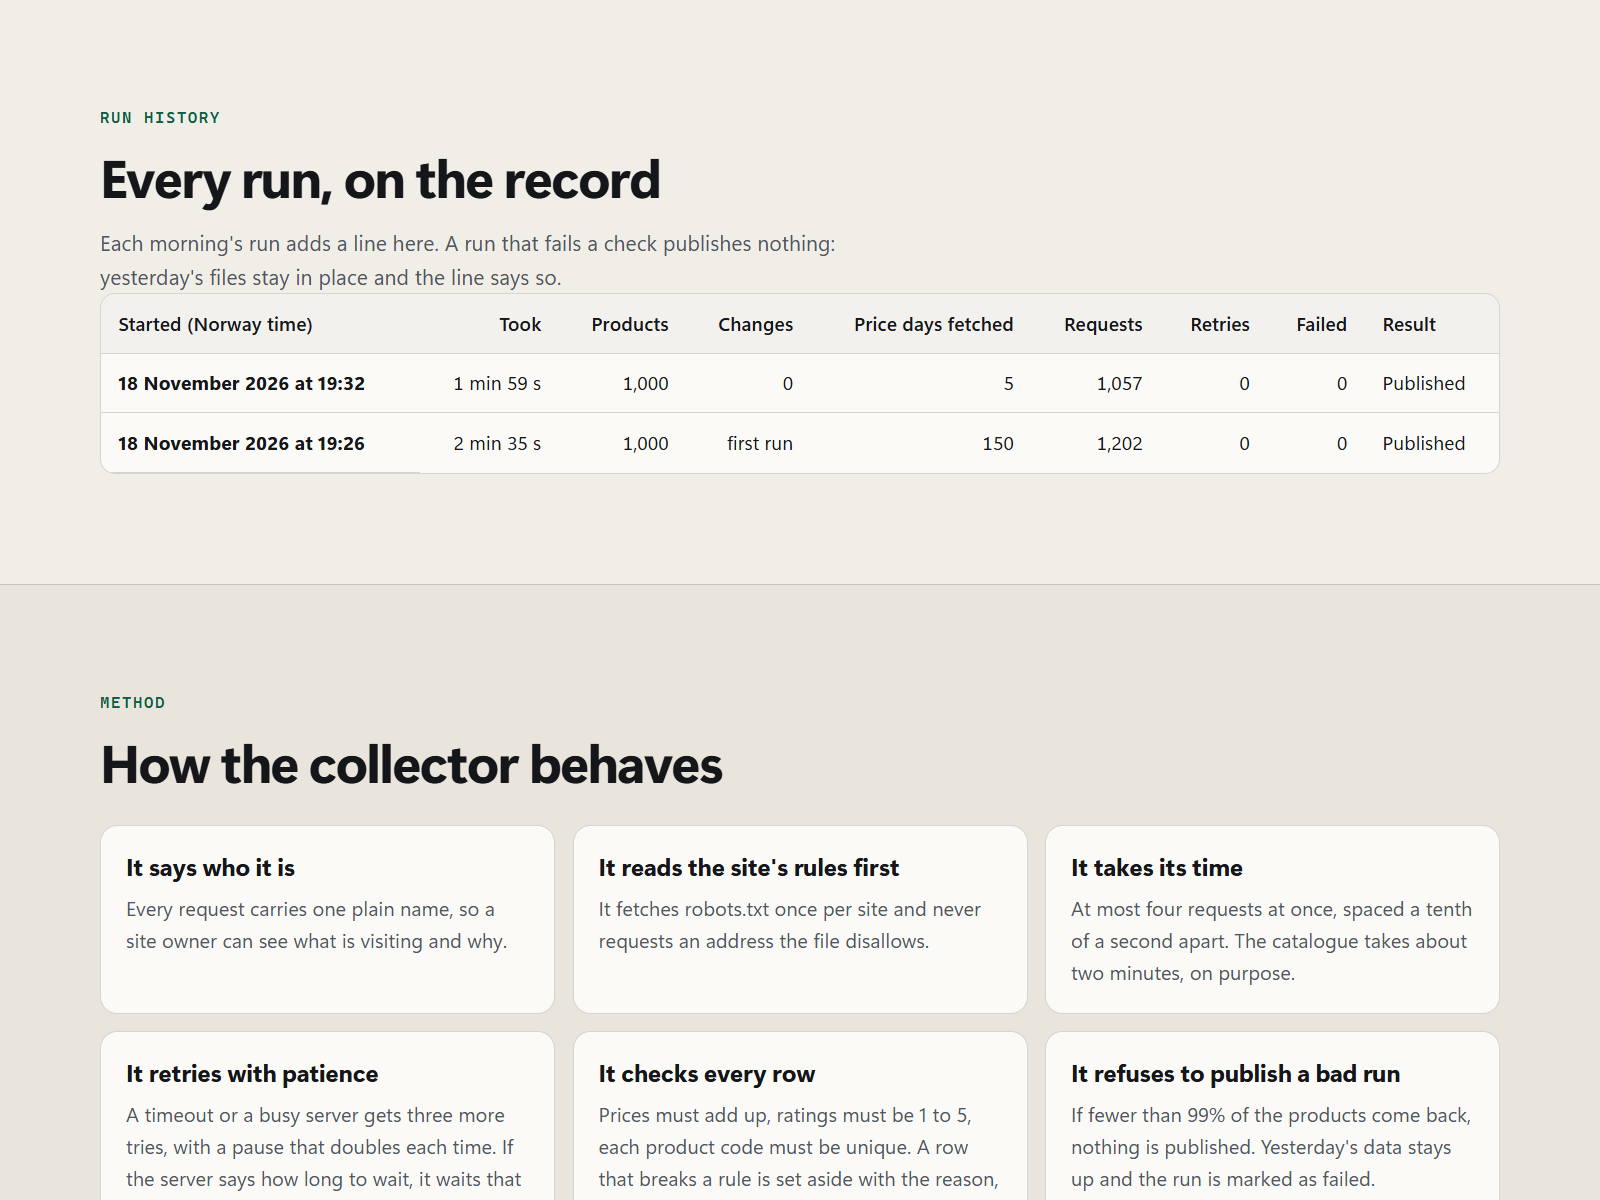 RUN HISTORY
Every run, on the record
Each morning's run adds a line here. A run that fails a check publishes nothing:
yesterday's files stay in place and the line says so.
Started (Norway time) Took Products Changes Price days fetched Requests Retries Failed Result
18 November 2026 at 19:32 1 min 59 s 1,000 0 5 1,057 0 0 Published
18 November 2026 at 19:26 2 min 35 s 1,000 first run 150 1,202 0 0 Published
METHOD
How the collector behaves
It says who it is
Every request carries one plain name, so a
site owner can see what is visiting and why.
It reads the site's rules first
It fetches robots.txt once per site and never
requests an address the file disallows.
It takes its time
At most four requests at once, spaced a tenth
of a second apart. The catalogue takes about
two minutes, on purpose.
It retries with patience
A timeout or a busy server gets three more
tries, with a pause that doubles each time. If
the server says how long to wait, it waits that
It checks every row
Prices must add up, ratings must be 1 to 5,
each product code must be unique. A row
that breaks a rule is set aside with the reason,
It refuses to publish a bad run
If fewer than 99% of the products come back,
nothing is published. Yesterday's data stays
up and the run is marked as failed.